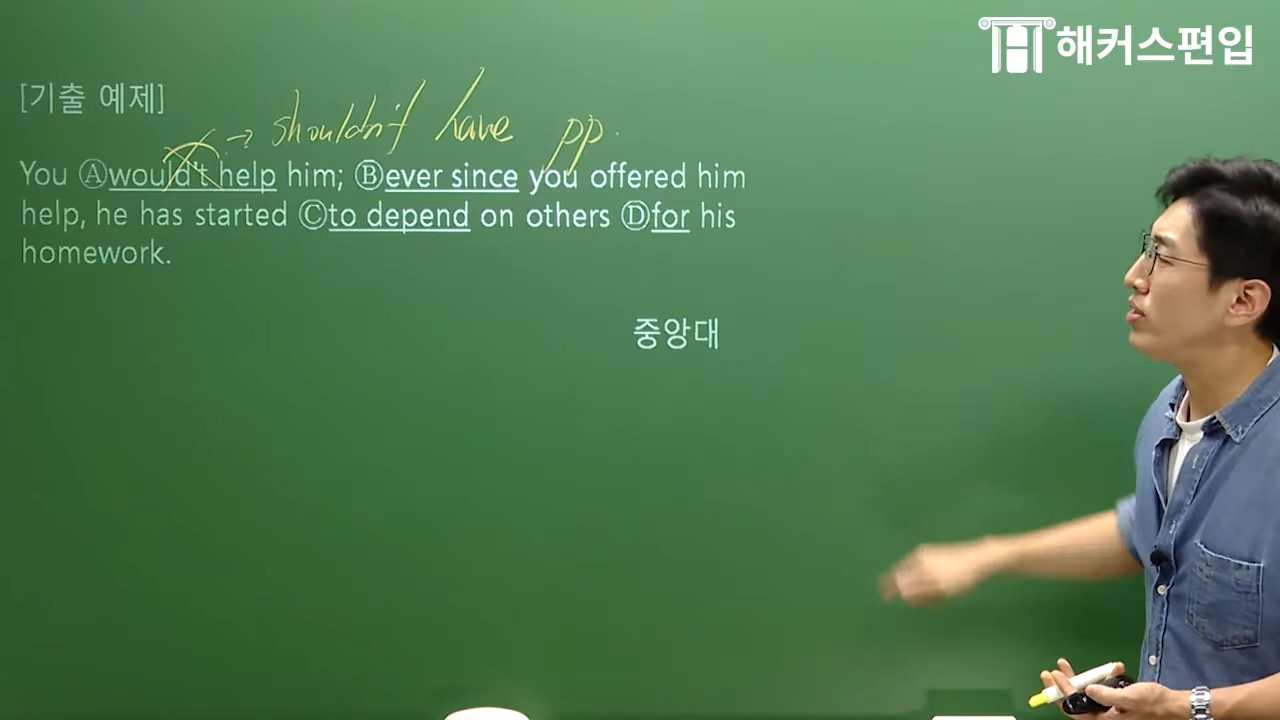 해커스편입
[기출 예제]
→ shouldn't have pp.
You Ⓐwould't help him; Ⓑever since you offered him
help, he has started Ⓒto depend on others Ⓓfor his
homework.
중앙대